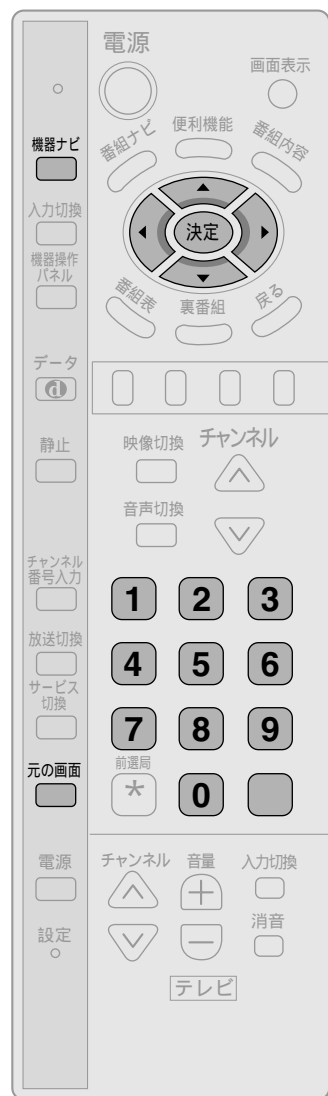 電源
画面表示
機器ナビ
番組ナビ
便利機能
番組内容
入力切換
決定
機器操作
パネル
番組表
裏番組
戻る
データ
d
静止
映像切換
チャンネル
音声切換
チャンネル
番号入力
1 2 3
放送切換
4 5 6
サービス
切換
7 8 9
元の画面
前選局
* 0
電源
チャンネル
音量
入力切換
+
消音
設定
−
テレビ